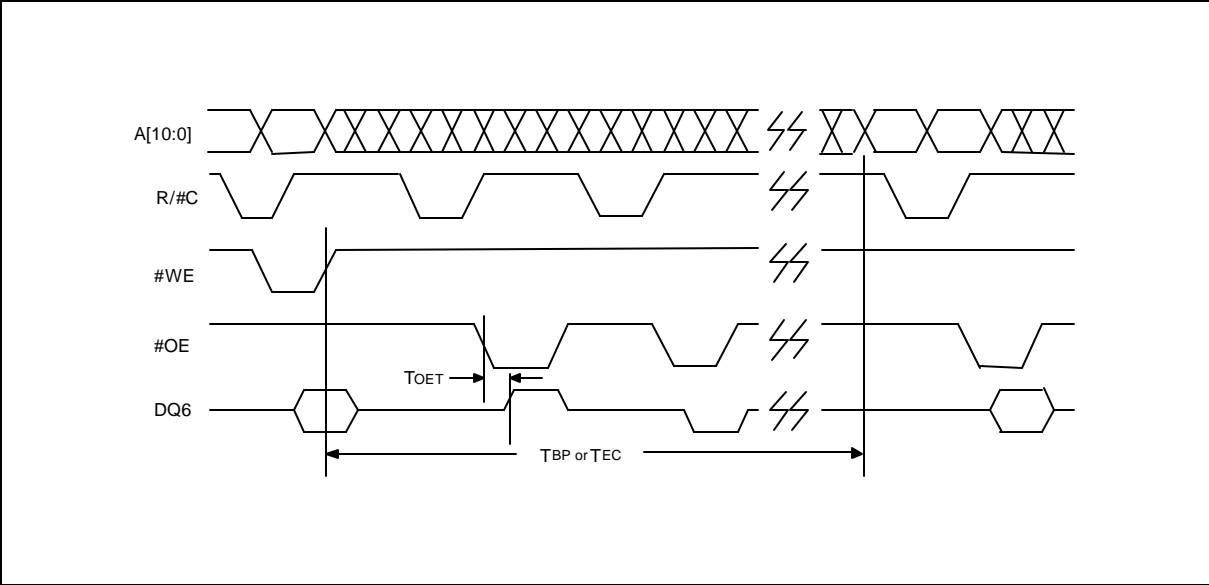 A[10:0]
R/#C
#WE
#OE
TOET
DQ6
TBP or TEC